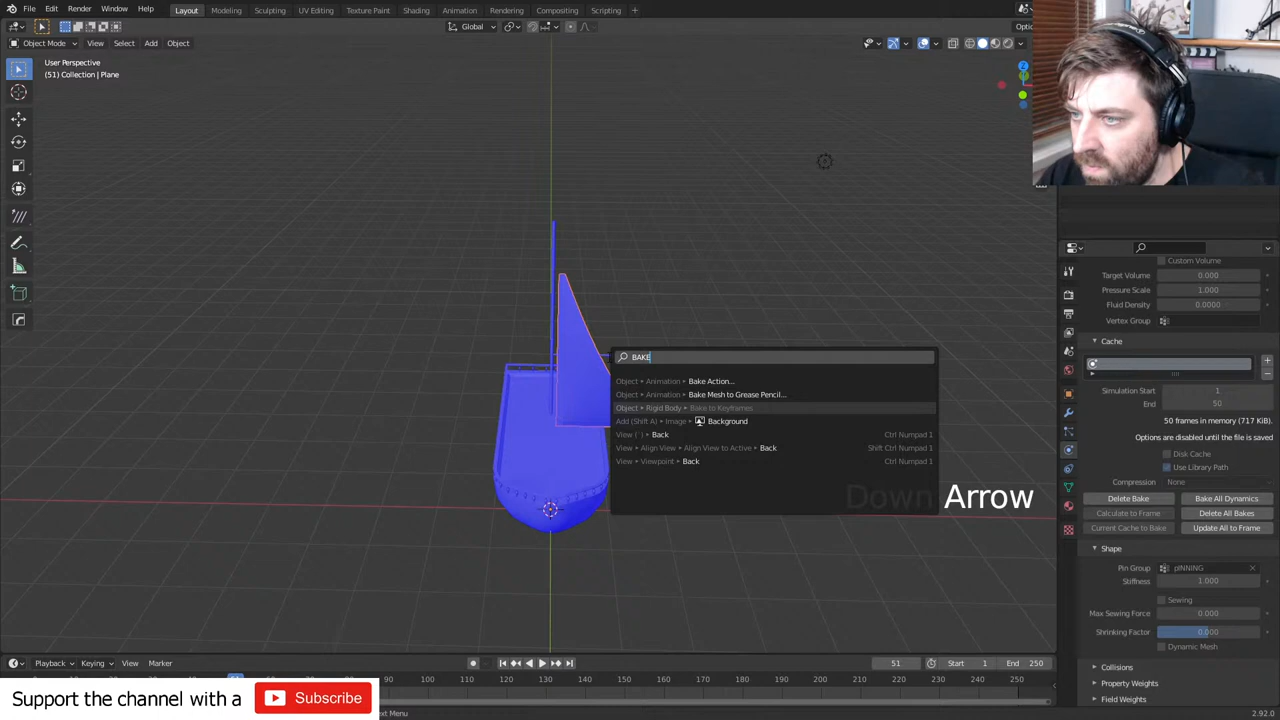 File Edit Render Window Help
Layout Modeling Sculpting UV Editing Texture Paint Shading Animation Rendering Compositing Scripting +
Global
Object Mode View Select Add Object
User Perspective
(51) Collection | Plane
BAKE
Object Animation Bake Action...
Object Animation Bake Mesh to Grease Pencil...
Object Rigid Body Bake to Keyframes
Add (Shift A) Image Background
View (`) Back Ctrl Numpad 1
View Align View Align View to Active Back Shift Ctrl Numpad 1
View Viewpoint Back Ctrl Numpad 1
Down Arrow
Custom Volume
Target Volume 0.000
Pressure Scale 1.000
Fluid Density 0.0000
Vertex Group
Cache
Simulation Start 1
End 50
50 frames in memory (717 KiB)
Options are disabled until the file is saved
Disk Cache
Use Library Path
Compression None
Delete Bake Bake All Dynamics
Calculate to Frame Delete All Bakes
Current Cache to Bake Update All to Frame
Shape
Pin Group pINNING
Stiffness 1.000
Sewing
Max Sewing Force 0.000
Shrinking Factor 0.000
Dynamic Mesh
Collisions
Property Weights
Field Weights
Playback Keying View Marker 51 Start 1 End 250
100 110 120 130 140 150 160 170 180 190 200 210 220 230 240 250
Support the channel with a Subscribe
2.92.0